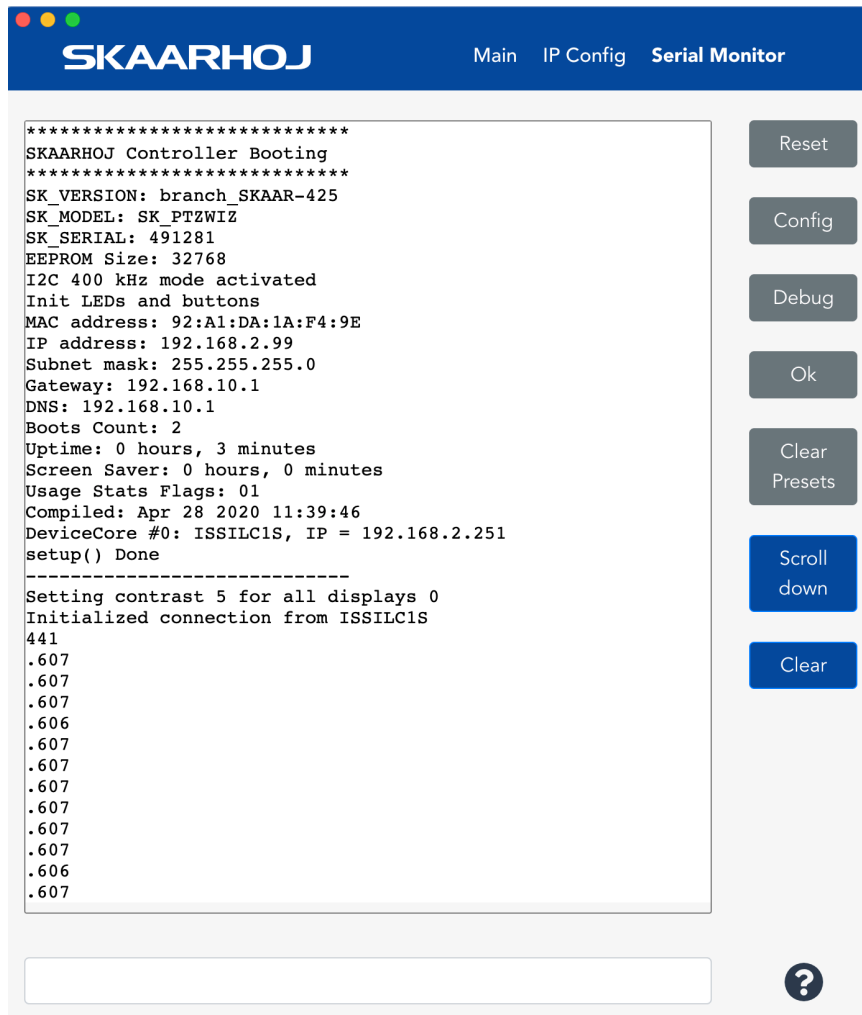 SKAARHOJ
Main IP Config Serial Monitor
*****************************
SKAARHOJ Controller Booting
*****************************
SK_VERSION: branch_SKAAR-425
SK_MODEL: SK_PTZWIZ
SK_SERIAL: 491281
EEPROM Size: 32768
I2C 400 kHz mode activated
Init LEDs and buttons
MAC address: 92:A1:DA:1A:F4:9E
IP address: 192.168.2.99
Subnet mask: 255.255.255.0
Gateway: 192.168.10.1
DNS: 192.168.10.1
Boots Count: 2
Uptime: 0 hours, 3 minutes
Screen Saver: 0 hours, 0 minutes
Usage Stats Flags: 01
Compiled: Apr 28 2020 11:39:46
DeviceCore #0: ISSILC1S, IP = 192.168.2.251
setup() Done
-----------------------------
Setting contrast 5 for all displays 0
Initialized connection from ISSILC1S
441
.607
.607
.607
.606
.607
.607
.607
.607
.607
.607
.606
.607
Reset
Config
Debug
Ok
Clear
Presets
Scroll
down
Clear
?